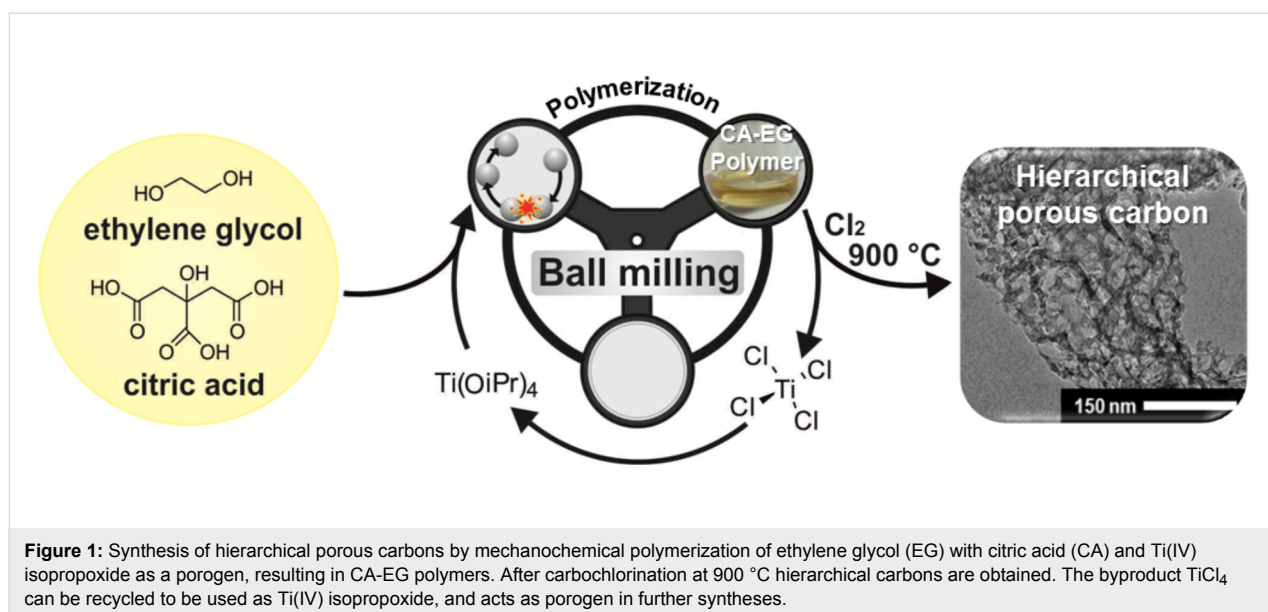 Polymerization
HO
OH
ethylene glycol
OH
HO
OH
O
O
O
OH
citric acid
Ti(OiPr)4
Ball milling
CA-EG
Polymer
Cl2
900 °C
Cl
Cl
Ti
Cl
Cl
Hierarchical
porous carbon
150 nm
Figure 1: Synthesis of hierarchical porous carbons by mechanochemical polymerization of ethylene glycol (EG) with citric acid (CA) and Ti(IV)
isopropoxide as a porogen, resulting in CA-EG polymers. After carbochlorination at 900 °C hierarchical carbons are obtained. The byproduct TiCl4
can be recycled to be used as Ti(IV) isopropoxide, and acts as porogen in further syntheses.